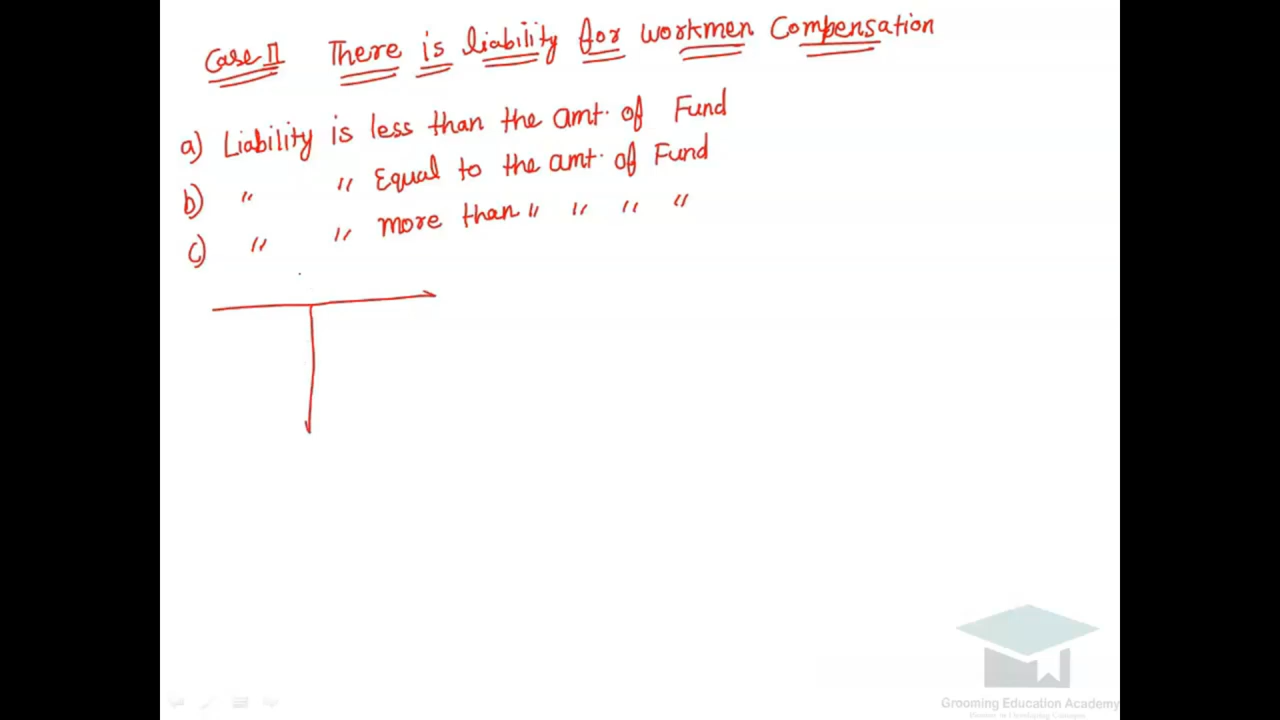 Case II There is liability for workmen Compensation
a) Liability is less than the amt. of Fund
b) " " Equal to the amt. of Fund
c) " " more than " " " "
Grooming Education Academy